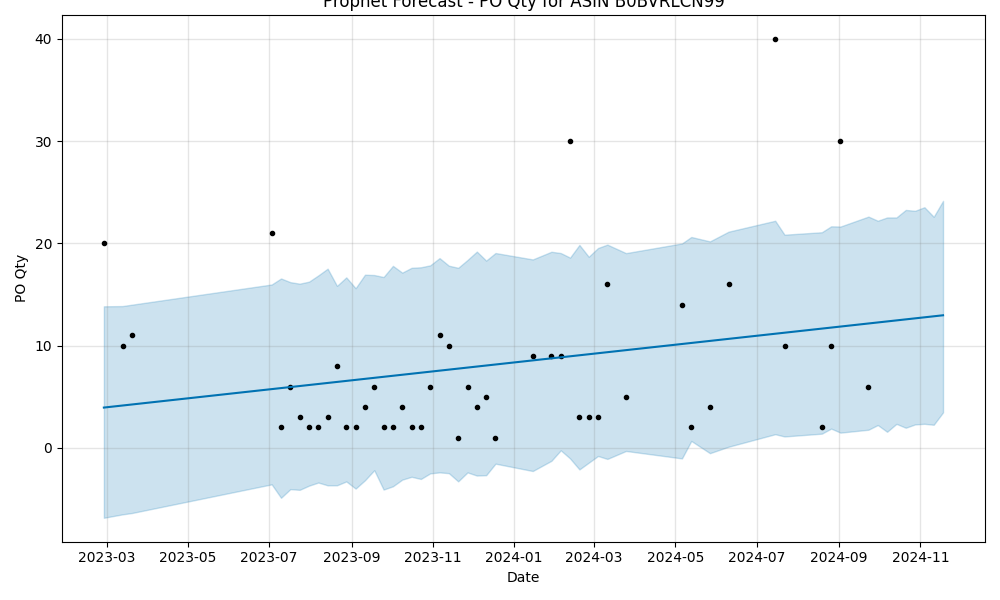 Prophet Forecast - PO Qty for ASIN B0BVRLCN99
40
30
20
10
0
PO Qty
2023-03 2023-05 2023-07 2023-09 2023-11 2024-01 2024-03 2024-05 2024-07 2024-09 2024-11
Date